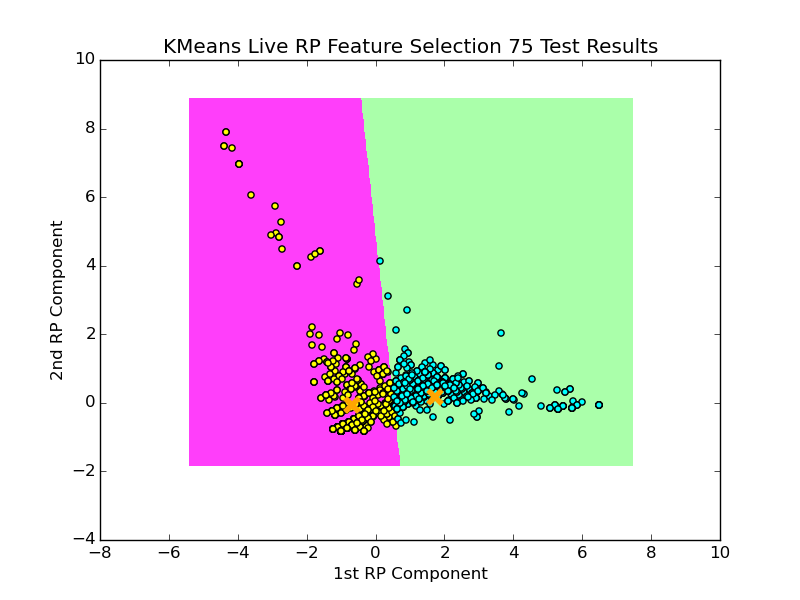 KMeans Live RP Feature Selection 75 Test Results
10
8
6
4
2
0
−2
−4
2nd RP Component
−8 −6 −4 −2 0 2 4 6 8 10
1st RP Component